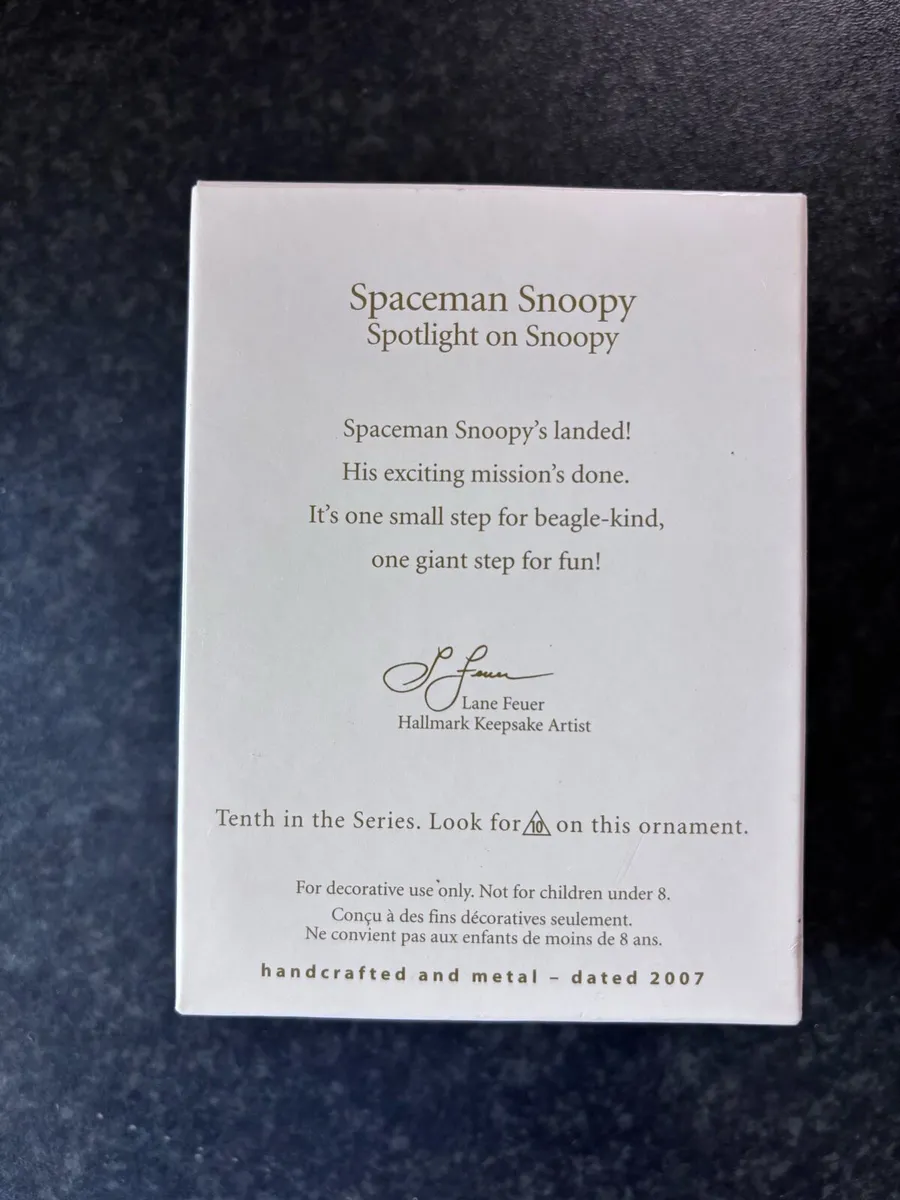 Spaceman Snoopy
Spotlight on Snoopy
Spaceman Snoopy's landed!
His exciting mission's done.
It's one small step for beagle-kind,
one giant step for fun!
L Feuer
Lane Feuer
Hallmark Keepsake Artist
Tenth in the Series. Look for 10 on this ornament.
For decorative use only. Not for children under 8.
Conçu à des fins décoratives seulement.
Ne convient pas aux enfants de moins de 8 ans.
handcrafted and metal – dated 2007